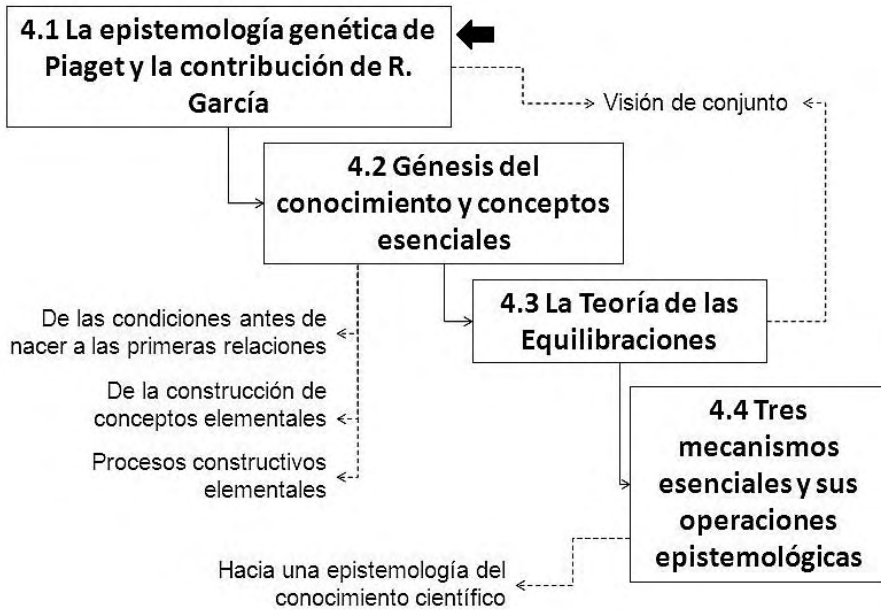 4.1 La epistemología genética de
Piaget y la contribución de R.
García
Visión de conjunto
4.2 Génesis del
conocimiento y conceptos
esenciales
4.3 La Teoría de las
Equilibraciones
De las condiciones antes de
nacer a las primeras relaciones
De la construcción de
conceptos elementales
Procesos constructivos
elementales
4.4 Tres
mecanismos
esenciales y sus
operaciones
epistemológicas
Hacia una epistemología del
conocimiento científico